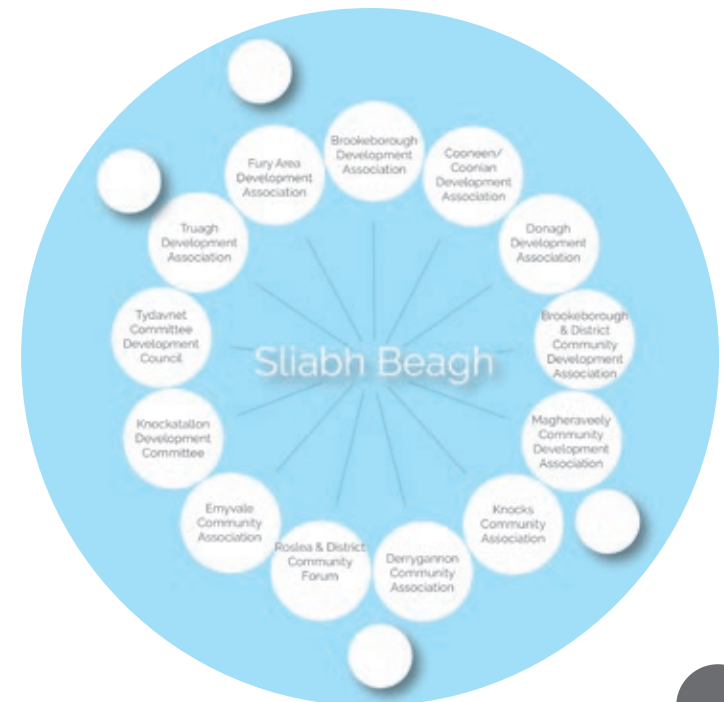 Brookeborough
Development
Association
Cooneen/
Coonian
Development
Association
Donagh
Development
Association
Brookeborough
& District
Community
Development
Association
Magheraveely
Community
Development
Association
Knocks
Community
Association
Derrygannon
Community
Association
Roslea & District
Community
Forum
Emyvale
Community
Association
Knockatallon
Development
Committee
Tydavnet
Committee
Development
Council
Truagh
Development
Association
Fury Area
Development
Association
Sliabh Beagh